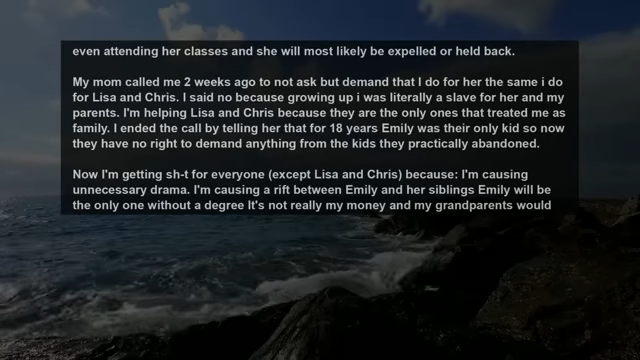 even attending her classes and she will most likely be expelled or held back.
My mom called me 2 weeks ago to not ask but demand that I do for her the same i do
for Lisa and Chris. I said no because growing up i was literally a slave for her and my
parents. I'm helping Lisa and Chris because they are the only ones that treated me as
family. I ended the call by telling her that for 18 years Emily was their only kid so now
they have no right to demand anything from the kids they practically abandoned.
Now I'm getting sh-t for everyone (except Lisa and Chris) because: I'm causing
unnecessary drama. I'm causing a rift between Emily and her siblings Emily will be
the only one without a degree It's not really my money and my grandparents would